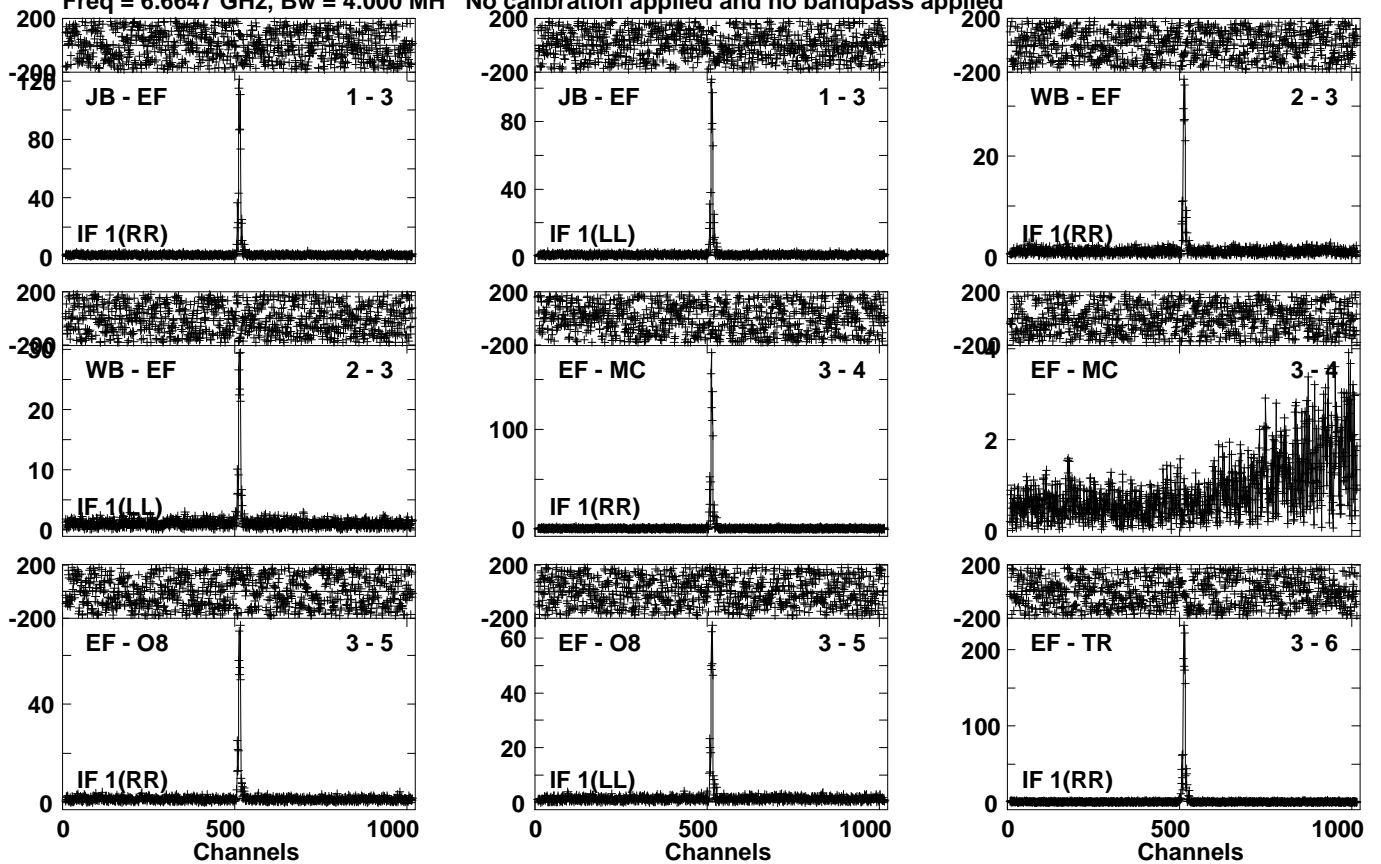 Freq = 6.6647 GHz, Bw = 4.000 MH No calibration applied and no bandpass applied
200 200 200
-200 -200 -200
120
JB - EF 1 - 3 JB - EF 1 - 3 WB - EF 2 - 3
80 80 20
40 40
IF 1(RR) IF 1(LL) IF 1(RR)
0 0 0
200 200 200
-200 -200 -200
30 4
WB - EF 2 - 3 EF - MC 3 - 4 EF - MC 3 - 4
20 100 2
10
IF 1(LL) IF 1(RR)
0 0 0
200 200 200
-200 -200 -200
EF - O8 3 - 5 EF - O8 3 - 5 EF - TR 3 - 6
60 200
40 40 100
20
IF 1(RR) IF 1(LL) IF 1(RR)
0 0 0
0 500 1000 0 500 1000 0 500 1000
Channels Channels Channels